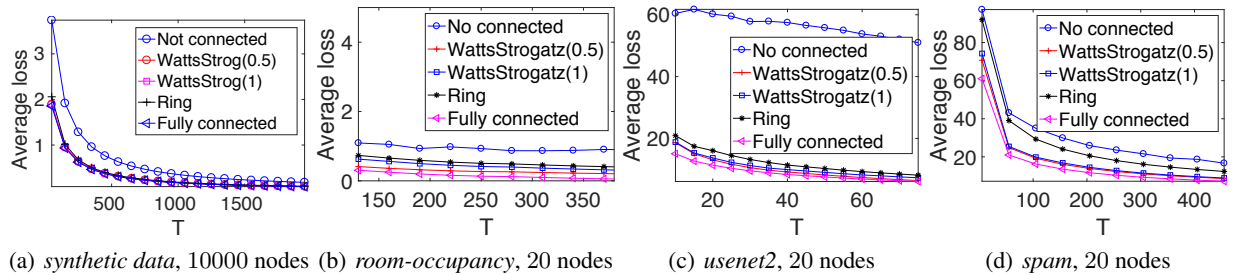 Average loss
3
2
1
500
1000
1500
T
Not connected
WattsStrog(0.5)
WattsStrog(1)
Ring
Fully connected
(a) synthetic data, 10000 nodes
Average loss
4
2
0
150
200
250
300
350
T
No connected
WattsStrogatz(0.5)
WattsStrogatz(1)
Ring
Fully connected
(b) room-occupancy, 20 nodes
Average loss
60
40
20
20
40
60
T
No connected
WattsStrogatz(0.5)
WattsStrogatz(1)
Ring
Fully connected
(c) usenet2, 20 nodes
Average loss
80
60
40
20
100
200
300
400
T
No connected
WattsStrogatz(0.5)
WattsStrogatz(1)
Ring
Fully connected
(d) spam, 20 nodes